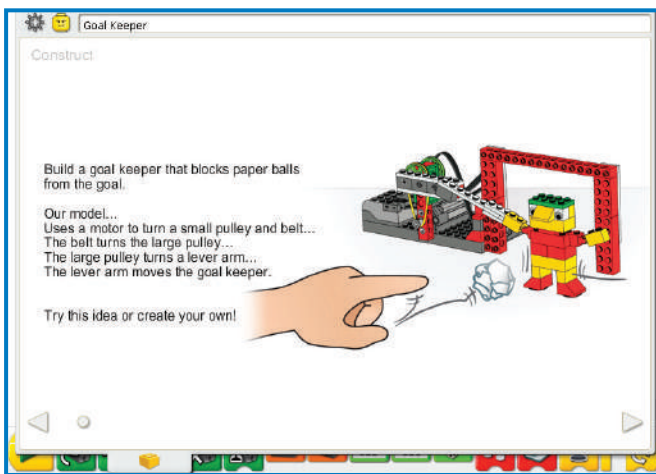 Goal Keeper
Construct
Build a goal keeper that blocks paper balls
from the goal.
Our model...
Uses a motor to turn a small pulley and belt...
The belt turns the large pulley...
The large pulley turns a lever arm...
The lever arm moves the goal keeper.
Try this idea or create your own!